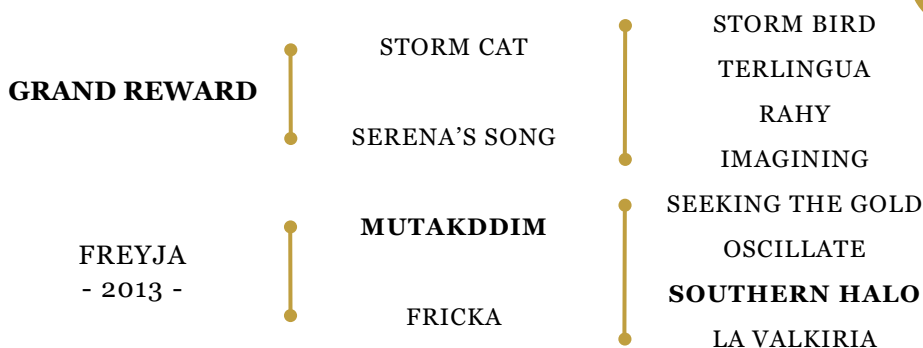 GRAND REWARD
STORM CAT
SERENA’S SONG
STORM BIRD
TERLINGUA
RAHY
IMAGINING
FREYJA
- 2013 -
MUTAKDDIM
FRICKA
SEEKING THE GOLD
OSCILLATE
SOUTHERN HALO
LA VALKIRIA